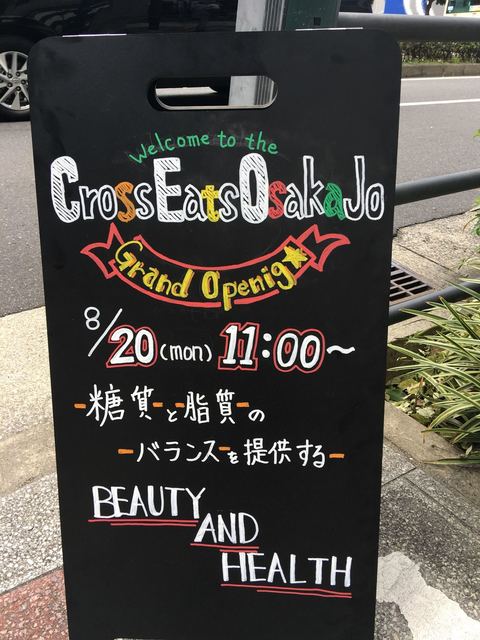 Welcome to the
CrossEatsOsakaJo
Grand Openig★
8/20(mon) 11:00~
-糖質-と-脂質-の
-バランス-を提供する-
BEAUTY
AND
HEALTH